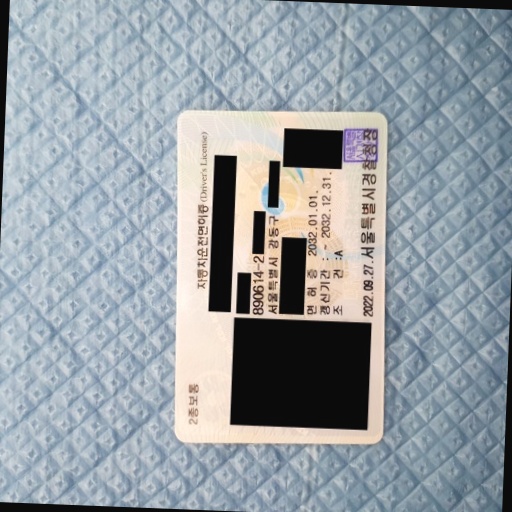 2종보통
자동차운전면허증 (Driver's License)
890614-2
서울특별시 강동구
면 허 증
갱신기간 :
2032.01.01.
~ 2032.12.31.
조 건 :A
2022.09.27.
서울특별시경찰청장